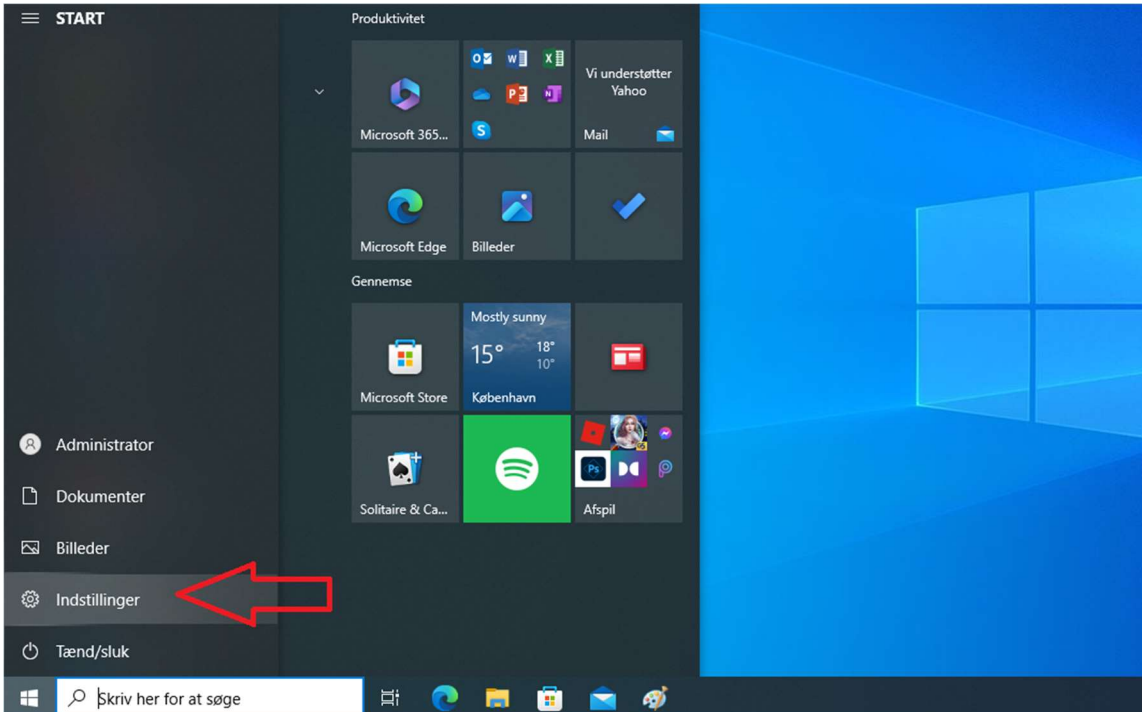 START
Administrator
Dokumenter
Billeder
Indstillinger
Tænd/sluk
Produktivitet
Microsoft 365...
Vi understøtter
Yahoo
Mail
Microsoft Edge
Billeder
Gennemse
Microsoft Store
Mostly sunny
15°
18°
10°
København
Solitaire & Ca...
Ps
Afspil
Skriv her for at søge